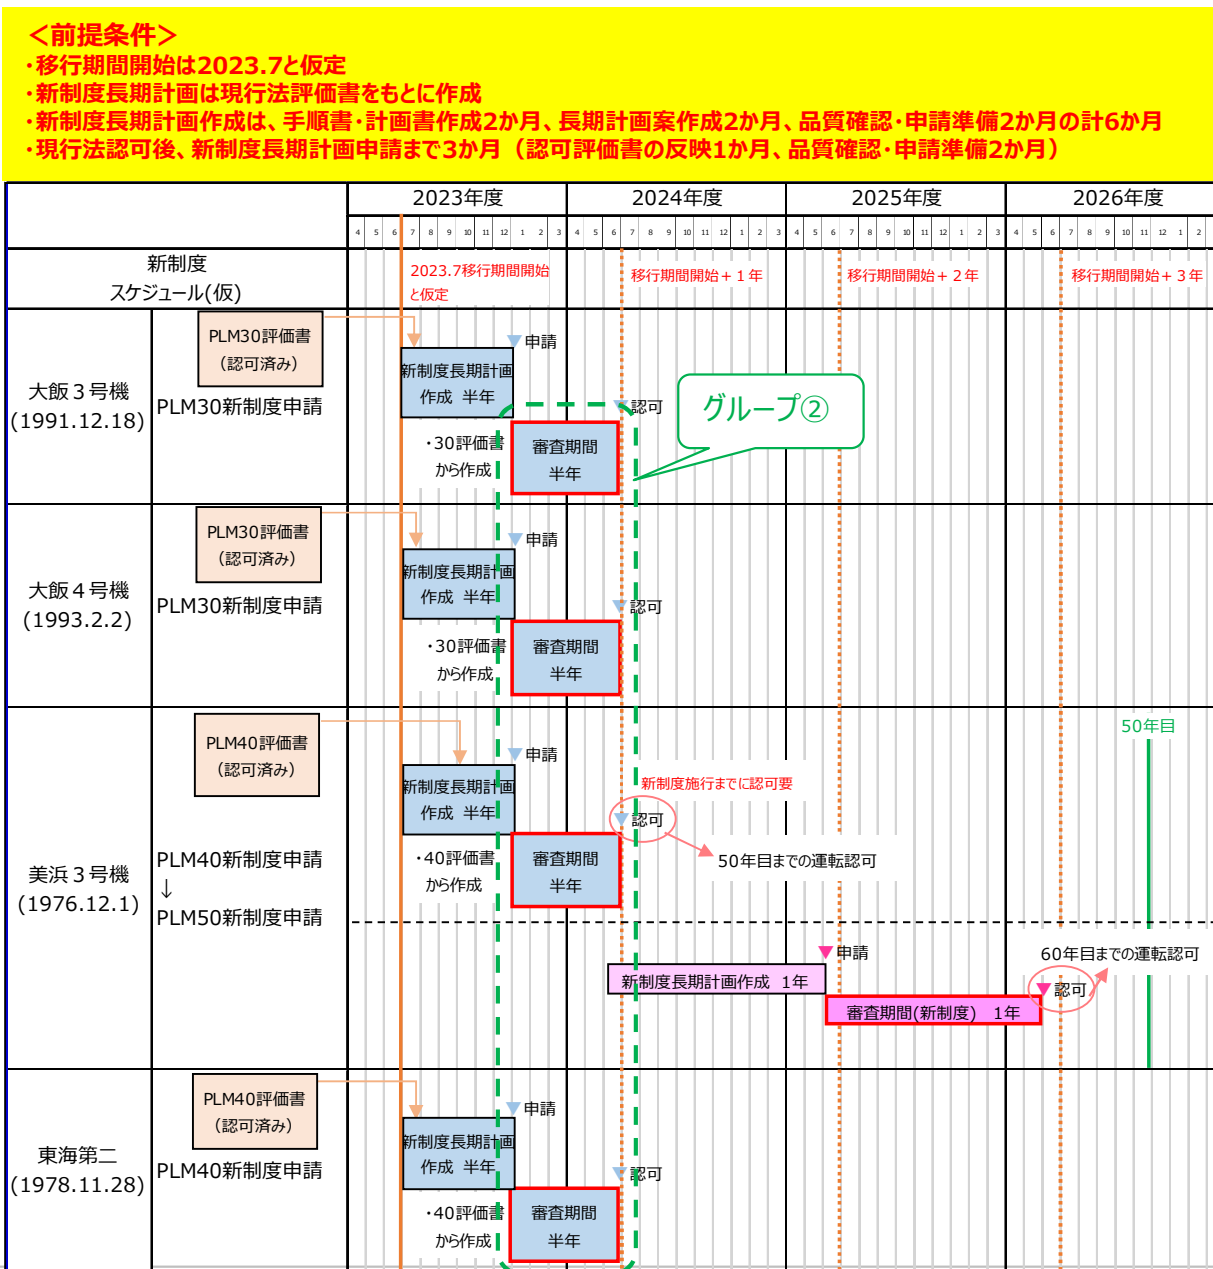 ＜前提条件＞
・移行期間開始は2023.7と仮定
・新制度長期計画は現行法評価書をもとに作成
・新制度長期計画作成は、手順書・計画書作成2か月、長期計画案作成2か月、品質確認・申請準備2か月の計6か月
・現行法認可後、新制度長期計画申請まで3か月（認可評価書の反映1か月、品質確認・申請準備2か月）
2023年度 2024年度 2025年度 2026年度
4 5 6 7 8 9 10 11 12 1 2 3 4 5 6 7 8 9 10 11 12 1 2 3 4 5 6 7 8 9 10 11 12 1 2 3 4 5 6 7 8 9 10 11 12 1 2
新制度
スケジュール(仮)
2023.7移行期間開始
と仮定
移行期間開始＋１年
移行期間開始＋２年
移行期間開始＋３年
大飯３号機
(1991.12.18)
PLM30評価書
（認可済み）
PLM30新制度申請
新制度長期計画
作成 半年
申請
・30評価書
から作成
審査期間
半年
認可
グループ②
大飯４号機
(1993.2.2)
PLM30評価書
（認可済み）
PLM30新制度申請
新制度長期計画
作成 半年
申請
・30評価書
から作成
審査期間
半年
認可
美浜３号機
(1976.12.1)
PLM40評価書
（認可済み）
PLM40新制度申請
↓
PLM50新制度申請
新制度長期計画
作成 半年
申請
・40評価書
から作成
審査期間
半年
新制度施行までに認可要
認可
50年目までの運転認可
50年目
新制度長期計画作成 1年
申請
審査期間(新制度) 1年
認可
60年目までの運転認可
東海第二
(1978.11.28)
PLM40評価書
（認可済み）
PLM40新制度申請
新制度長期計画
作成 半年
申請
・40評価書
から作成
審査期間
半年
認可